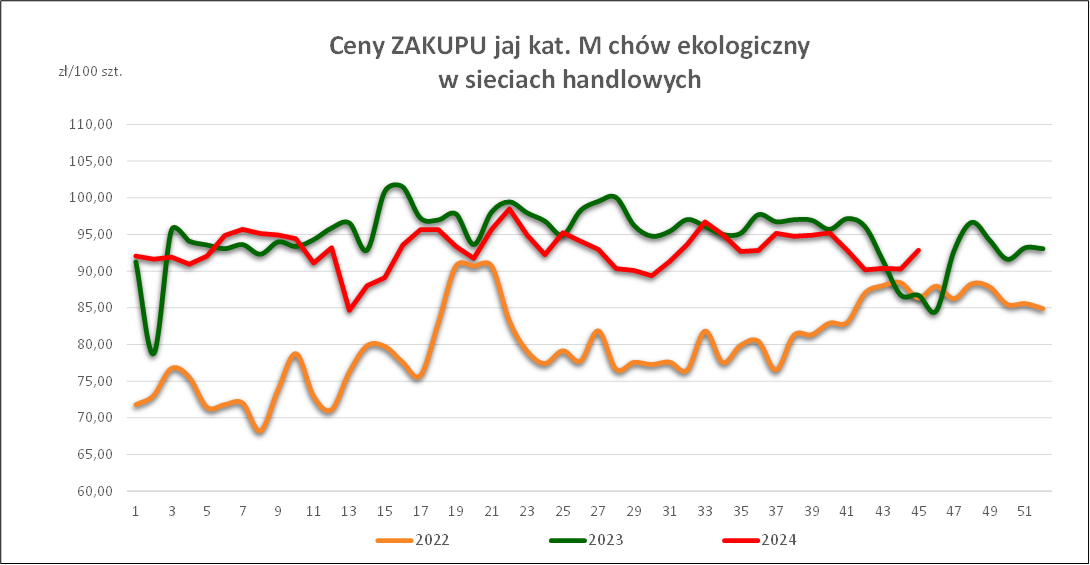 Ceny ZAKUPU jaj kat. M chów ekologiczny
w sieciach handlowych
zł/100 szt.
110,00
105,00
100,00
95,00
90,00
85,00
80,00
75,00
70,00
65,00
60,00
1 3 5 7 9 11 13 15 17 19 21 23 25 27 29 31 33 35 37 39 41 43 45 47 49 51
2022 2023 2024